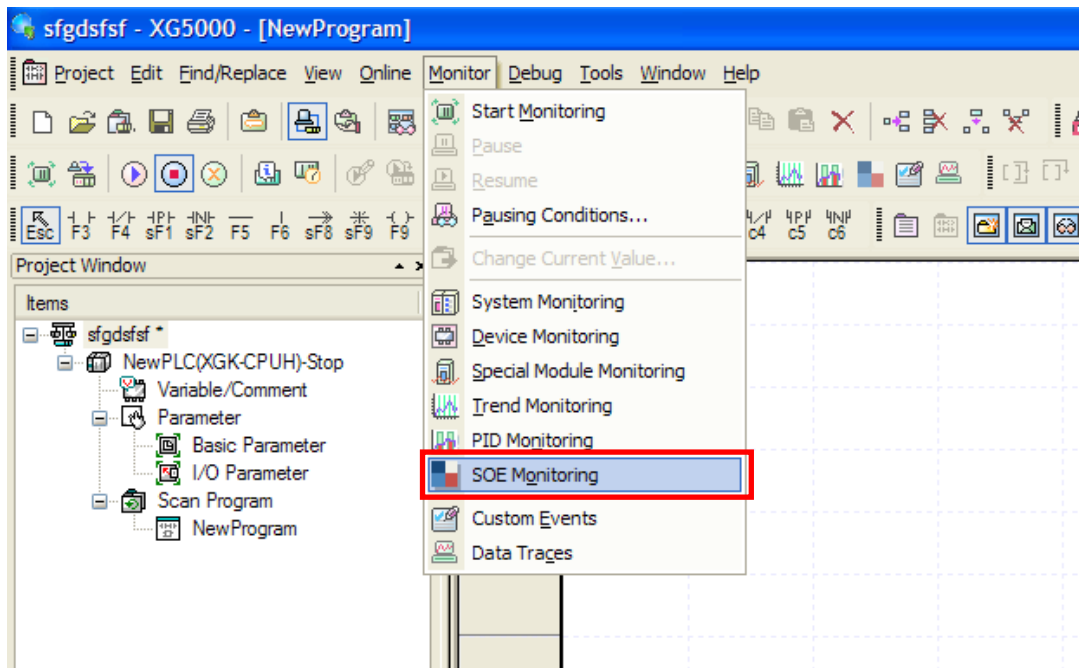 sfgdsfsf - XG5000 - [NewProgram]
Project Edit Find/Replace View Online Monitor Debug Tools Window Help
Start Monitoring
Pause
Resume
Pausing Conditions...
Change Current Value...
System Monitoring
Device Monitoring
Special Module Monitoring
Trend Monitoring
PID Monitoring
SOE Monitoring
Custom Events
Data Traces
Esc F3 F4 sF1 sF2 F5 F6 sF8 sF9 F9 c4 c5 c6
Project Window
Items
sfgdsfsf *
NewPLC(XGK-CPUH)-Stop
Variable/Comment
Parameter
Basic Parameter
I/O Parameter
Scan Program
NewProgram